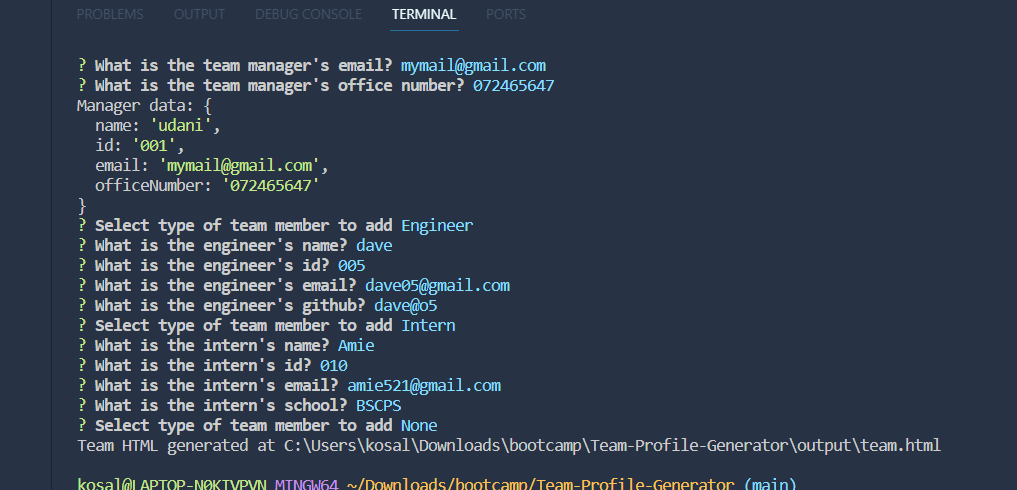 PROBLEMS OUTPUT DEBUG CONSOLE TERMINAL PORTS
? What is the team manager's email? mymail@gmail.com
? What is the team manager's office number? 072465647
Manager data: {
  name: 'udani',
  id: '001',
  email: 'mymail@gmail.com',
  officeNumber: '072465647'
}
? Select type of team member to add Engineer
? What is the engineer's name? dave
? What is the engineer's id? 005
? What is the engineer's email? dave05@gmail.com
? What is the engineer's github? dave@o5
? Select type of team member to add Intern
? What is the intern's name? Amie
? What is the intern's id? 010
? What is the intern's email? amie521@gmail.com
? What is the intern's school? BSCPS
? Select type of team member to add None
Team HTML generated at C:\Users\kosal\Downloads\bootcamp\Team-Profile-Generator\output\team.html
kosal@LAPTOP-N0KTVPVN MINGW64 ~/Downloads/bootcamp/Team-Profile-Generator (main)